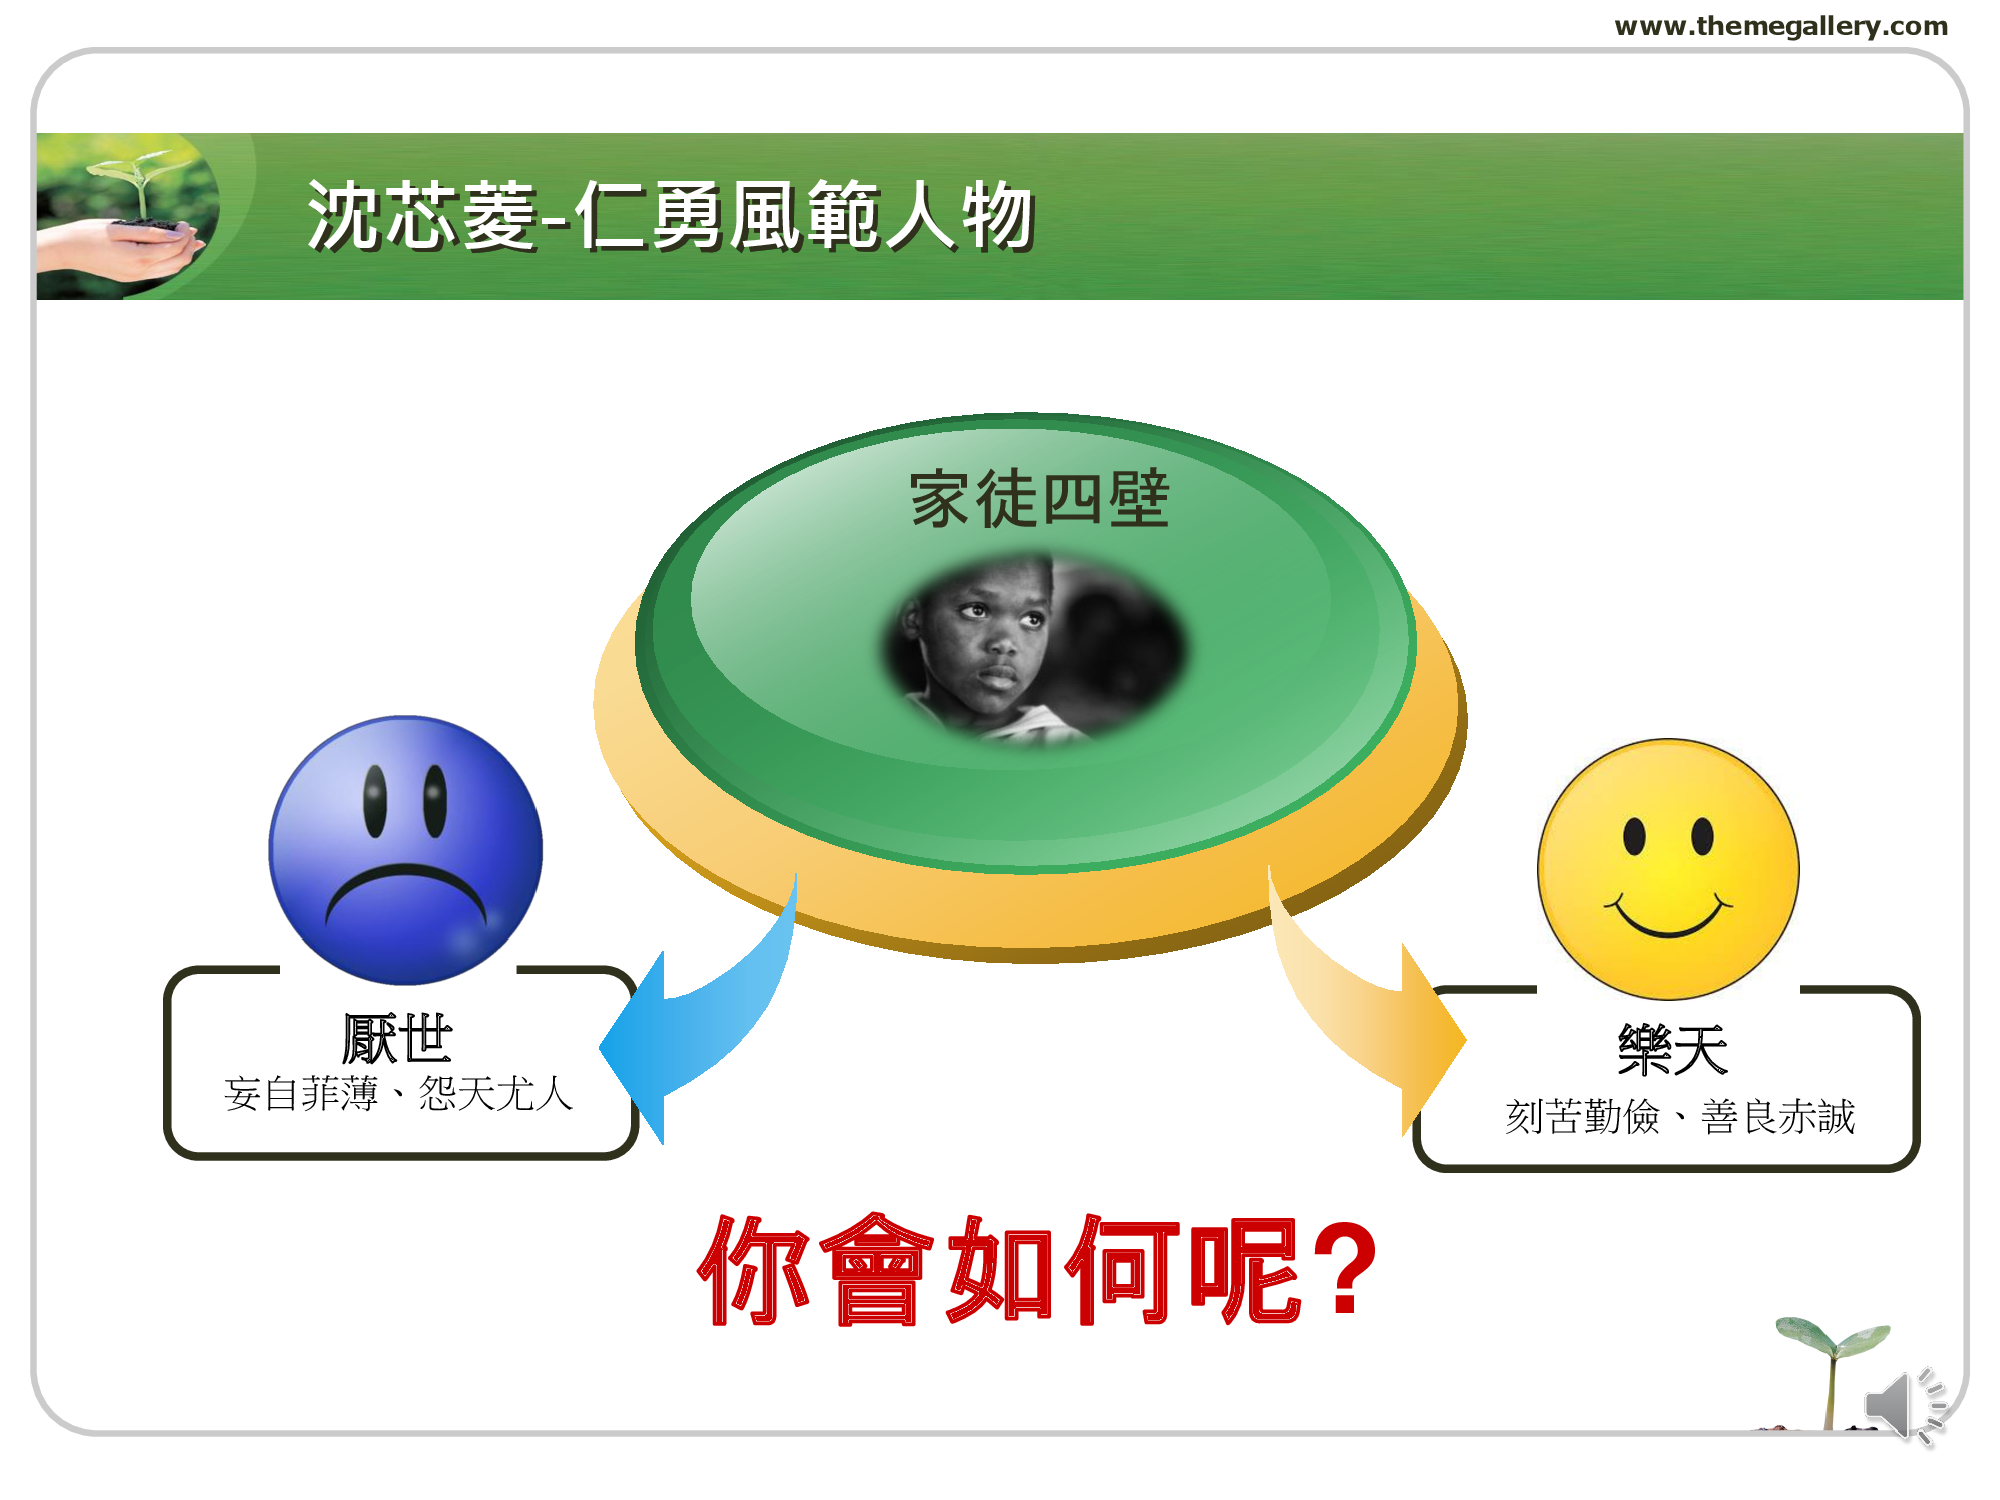 www.themegallery.com
沈芯菱-仁勇風範人物
家徒四壁
厭世
妄自菲薄、怨天尤人
樂天
刻苦勤儉、善良赤誠
你會如何呢?